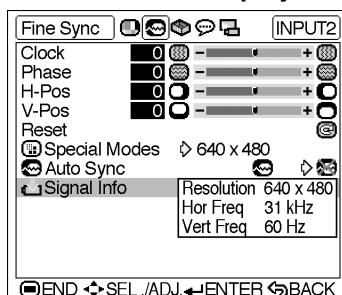 Fine Sync INPUT2
Clock 0 - +
Phase 0 - +
H-Pos 0 - +
V-Pos 0 - +
Reset
Special Modes 640 x 480
Auto Sync
Signal Info
Resolution 640 x 480
Hor Freq 31 kHz
Vert Freq 60 Hz
END SEL./ADJ. ENTER BACK